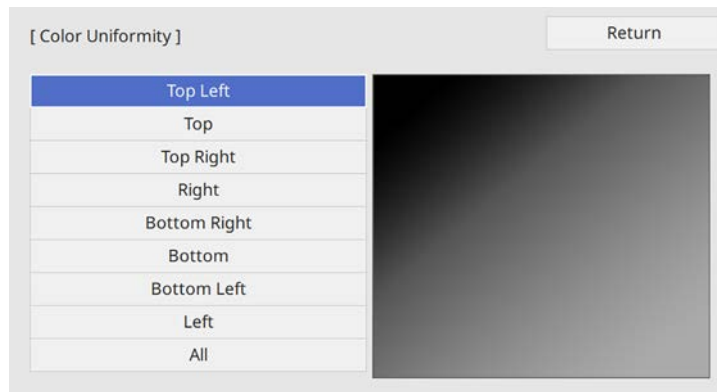 [ Color Uniformity ]
Return
Top Left
Top
Top Right
Right
Bottom Right
Bottom
Bottom Left
Left
All